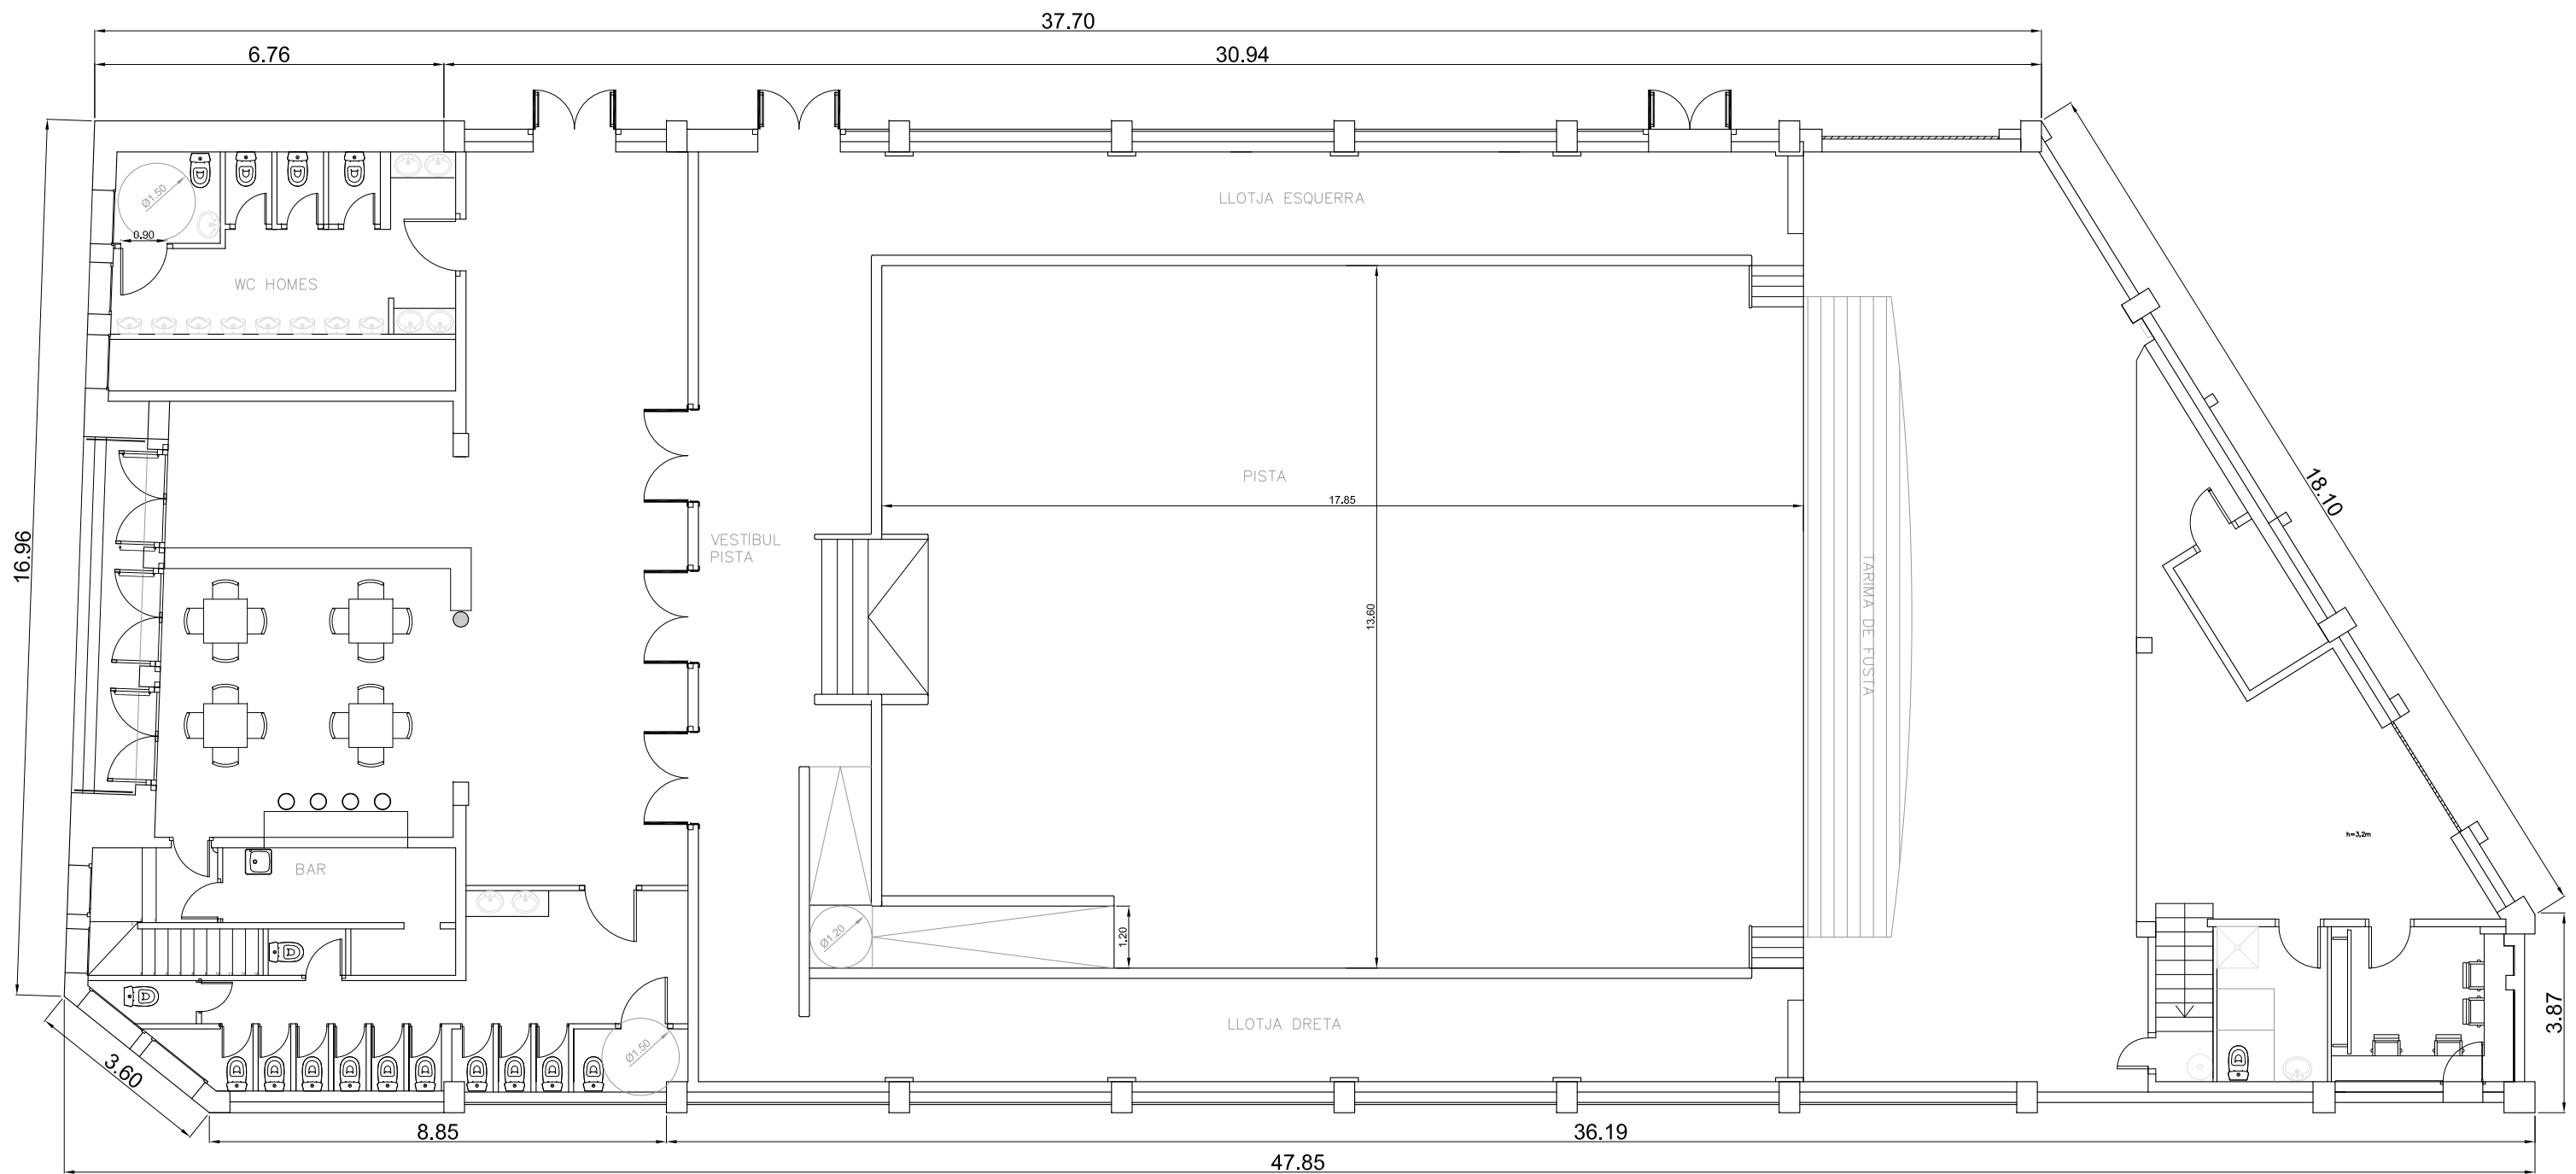 37.70
6.76
30.94
Ø1.50
0.90
WC HOMES
LLOTJA ESQUERRA
PISTA
17.85
18.10
16.96
VESTÍBUL
PISTA
13.60
TARIMA DE FUSTA
h=3,2m
BAR
Ø1.20
1.20
LLOTJA DRETA
Ø1.50
3.87
3.60
8.85
36.19
47.85